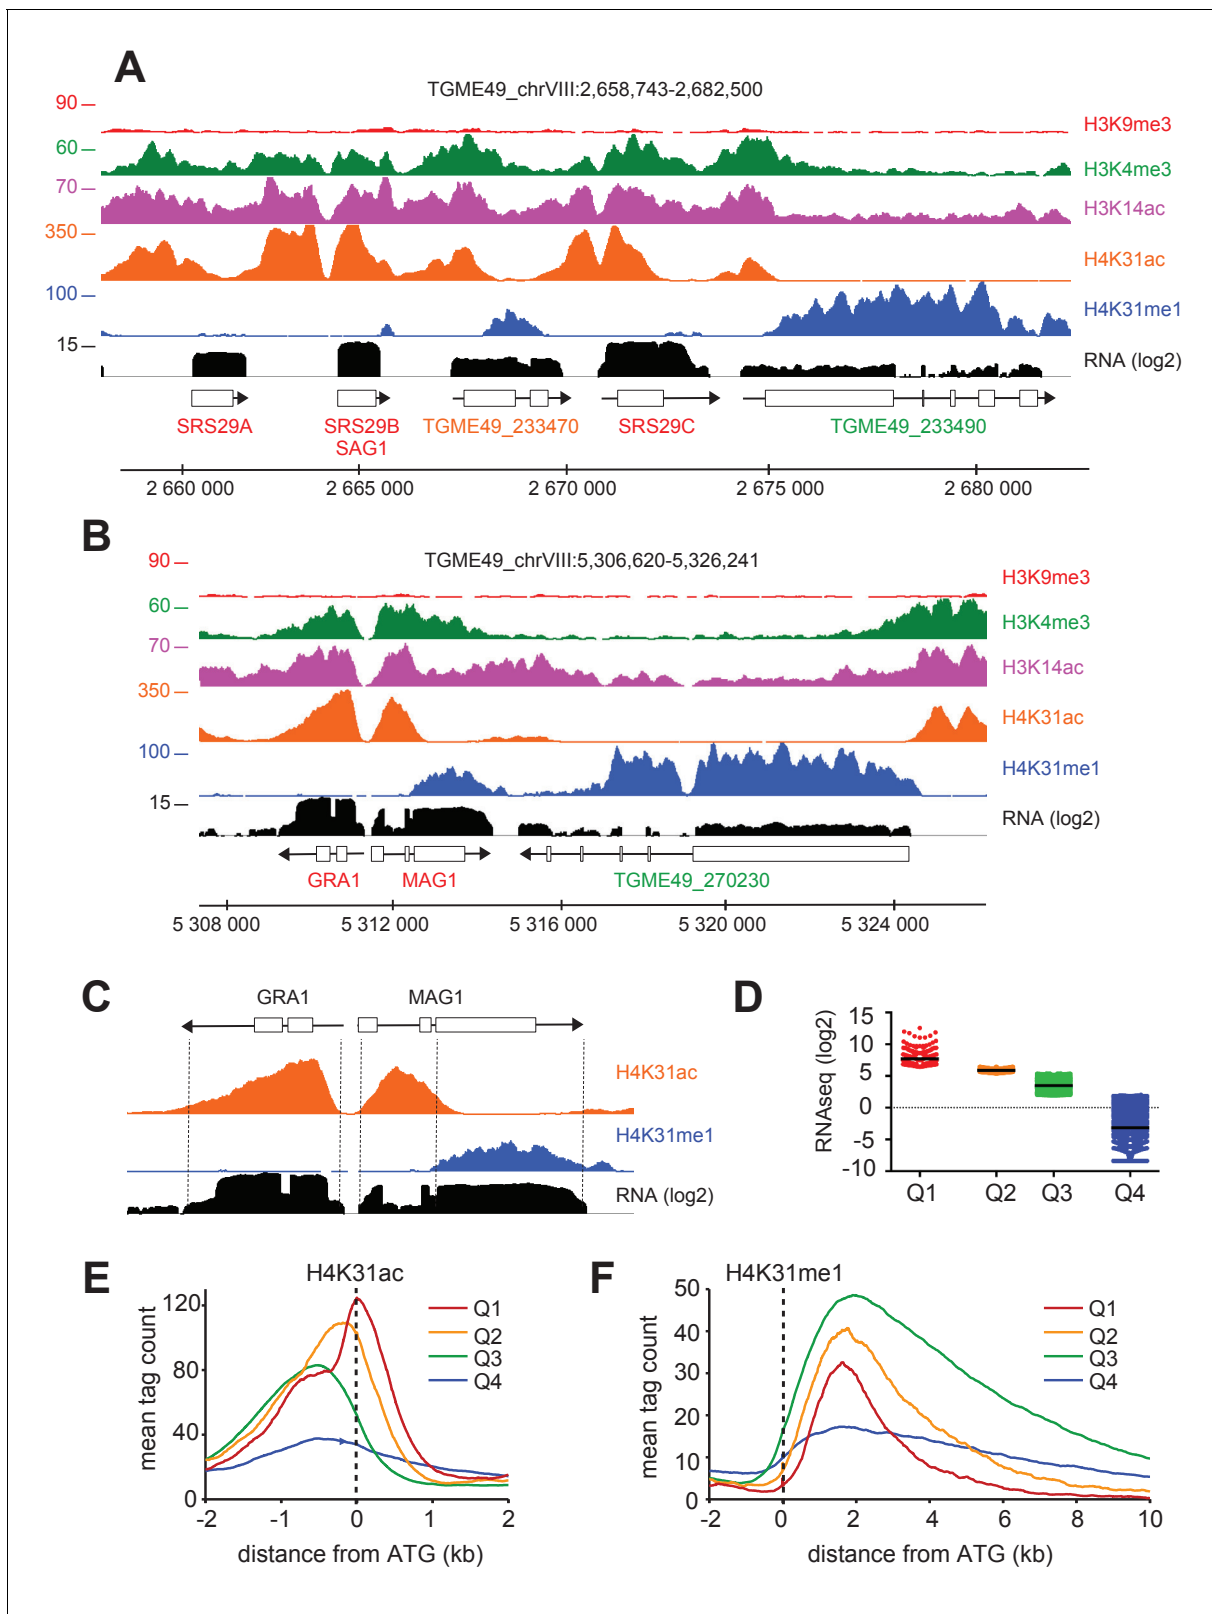 A
TGME49_chrVIII:2,658,743-2,682,500
90
H3K9me3
60
H3K4me3
70
H3K14ac
350
H4K31ac
100
H4K31me1
15
RNA (log2)
SRS29A
SRS29B
SAG1
TGME49_233470
SRS29C
TGME49_233490
2 660 000
2 665 000
2 670 000
2 675 000
2 680 000
B
TGME49_chrVIII:5,306,620-5,326,241
90
H3K9me3
60
H3K4me3
70
H3K14ac
350
H4K31ac
100
H4K31me1
15
RNA (log2)
GRA1
MAG1
TGME49_270230
5 308 000
5 312 000
5 316 000
5 320 000
5 324 000
C
GRA1
MAG1
H4K31ac
H4K31me1
RNA (log2)
D
RNAseq (log2)
15
10
5
0
-5
-10
Q1
Q2
Q3
Q4
E
H4K31ac
mean tag count
120
80
40
0
Q1
Q2
Q3
Q4
-2
-1
0
1
2
distance from ATG (kb)
F
H4K31me1
mean tag count
50
40
30
20
10
0
Q1
Q2
Q3
Q4
-2
0
2
4
6
8
10
distance from ATG (kb)